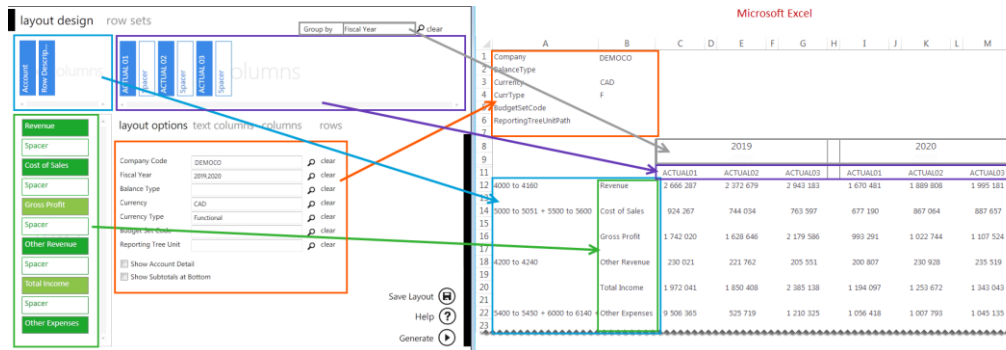 Microsoft Excel
layout design row sets
Group by Fiscal Year clear
Account
Row Descrip...
columns
ACTUAL 01
Spacer
ACTUAL 02
Spacer
ACTUAL 03
Spacer
columns
Revenue
Spacer
Cost of Sales
Spacer
Gross Profit
Spacer
Other Revenue
Spacer
Total Income
Spacer
Other Expenses
layout options text columns columns rows
Company Code DEMOCO clear
Fiscal Year 2019,2020 clear
Balance Type clear
Currency CAD clear
Currency Type Functional clear
Budget Set Code clear
Reporting Tree Unit clear
Show Account Detail
Show Subtotals at Bottom
Save Layout
Help
Generate
A B C D E F G H I J K L M
1 Company DEMOCO
2 BalanceType
3 Currency CAD
4 CurrType F
5 BudgetSetCode
6 ReportingTreeUnitPath
7
8 2019 2020
9
11 ACTUAL01 ACTUAL02 ACTUAL03 ACTUAL01 ACTUAL02 ACTUAL03
12 4000 to 4160 Revenue 2 666 287 2 372 679 2 943 183 1 670 481 1 889 808 1 995 181
13
14 5000 to 5051 + 5500 to 5600 Cost of Sales 924 267 744 034 763 597 677 190 867 064 887 657
15
16 Gross Profit 1 742 020 1 628 646 2 179 586 993 291 1 022 744 1 107 524
17
18 4200 to 4240 Other Revenue 230 021 221 762 205 551 200 807 230 928 235 519
19
20 Total Income 1 972 041 1 850 408 2 385 138 1 194 097 1 253 672 1 343 043
21
22 5400 to 5450 + 6000 to 6140 + Other Expenses 9 506 365 525 719 1 210 325 1 056 418 1 007 793 1 045 135
23